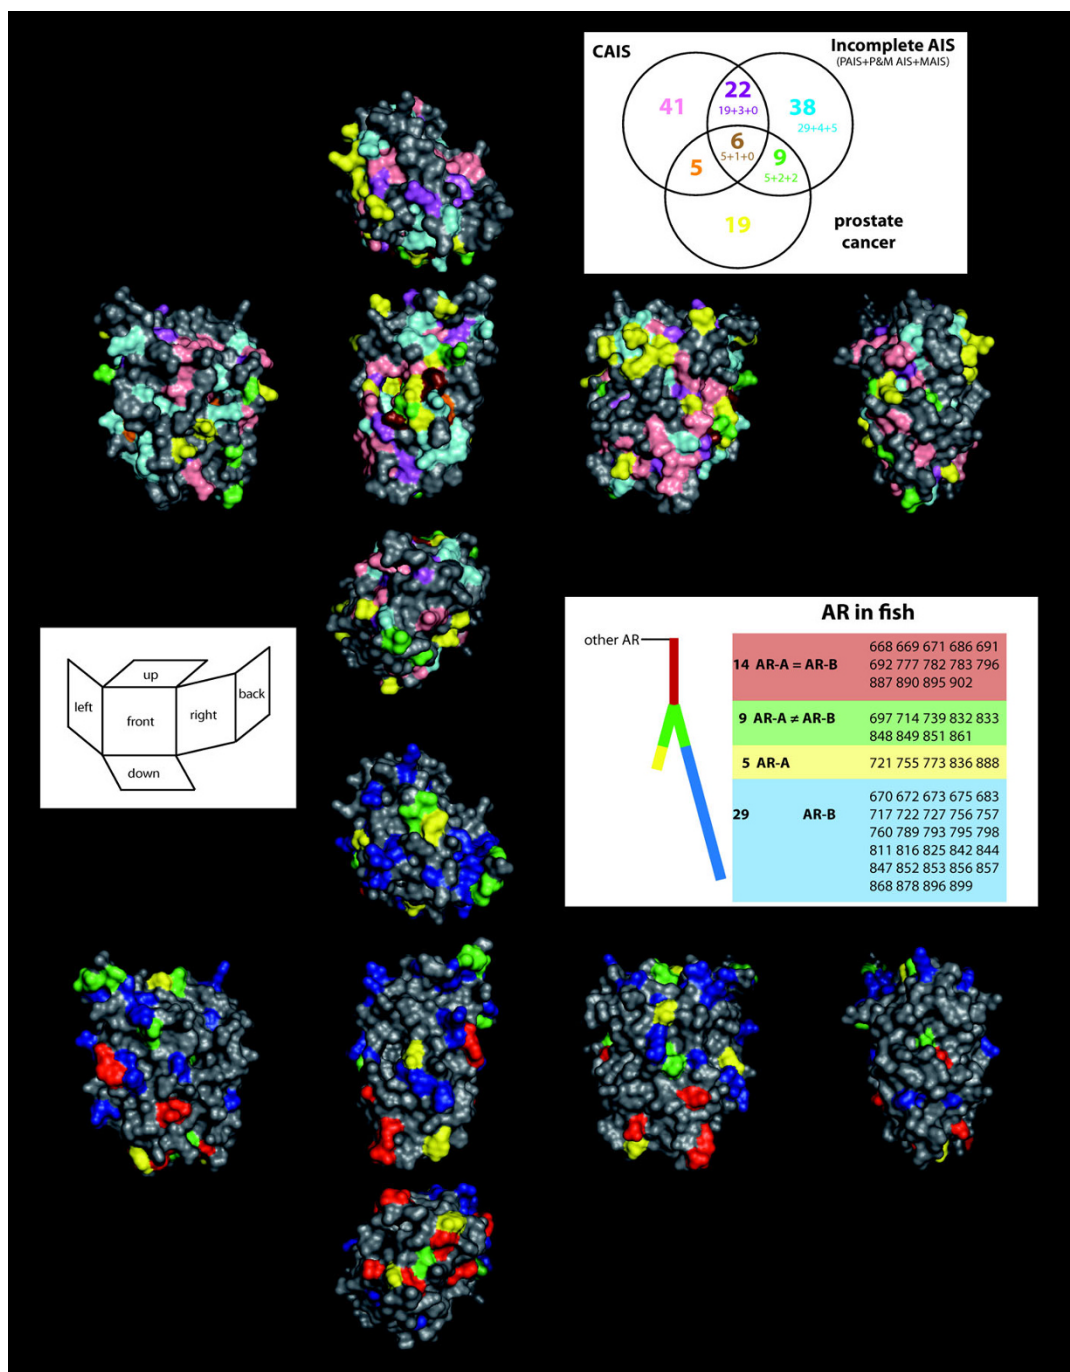 CAIS
Incomplete AIS
(PAIS+P&M AIS+MAIS)
41
22
19+3+0
38
29+4+5
6
5+1+0
5
9
5+2+2
19
prostate
cancer
up
left
front
right
back
down
AR in fish
other AR
14 AR-A = AR-B
668 669 671 686 691
692 777 782 783 796
887 890 895 902
9 AR-A ≠ AR-B
697 714 739 832 833
848 849 851 861
5 AR-A
721 755 773 836 888
29 AR-B
670 672 673 675 683
717 722 727 756 757
760 789 793 795 798
811 816 825 842 844
847 852 853 856 857
868 878 896 899